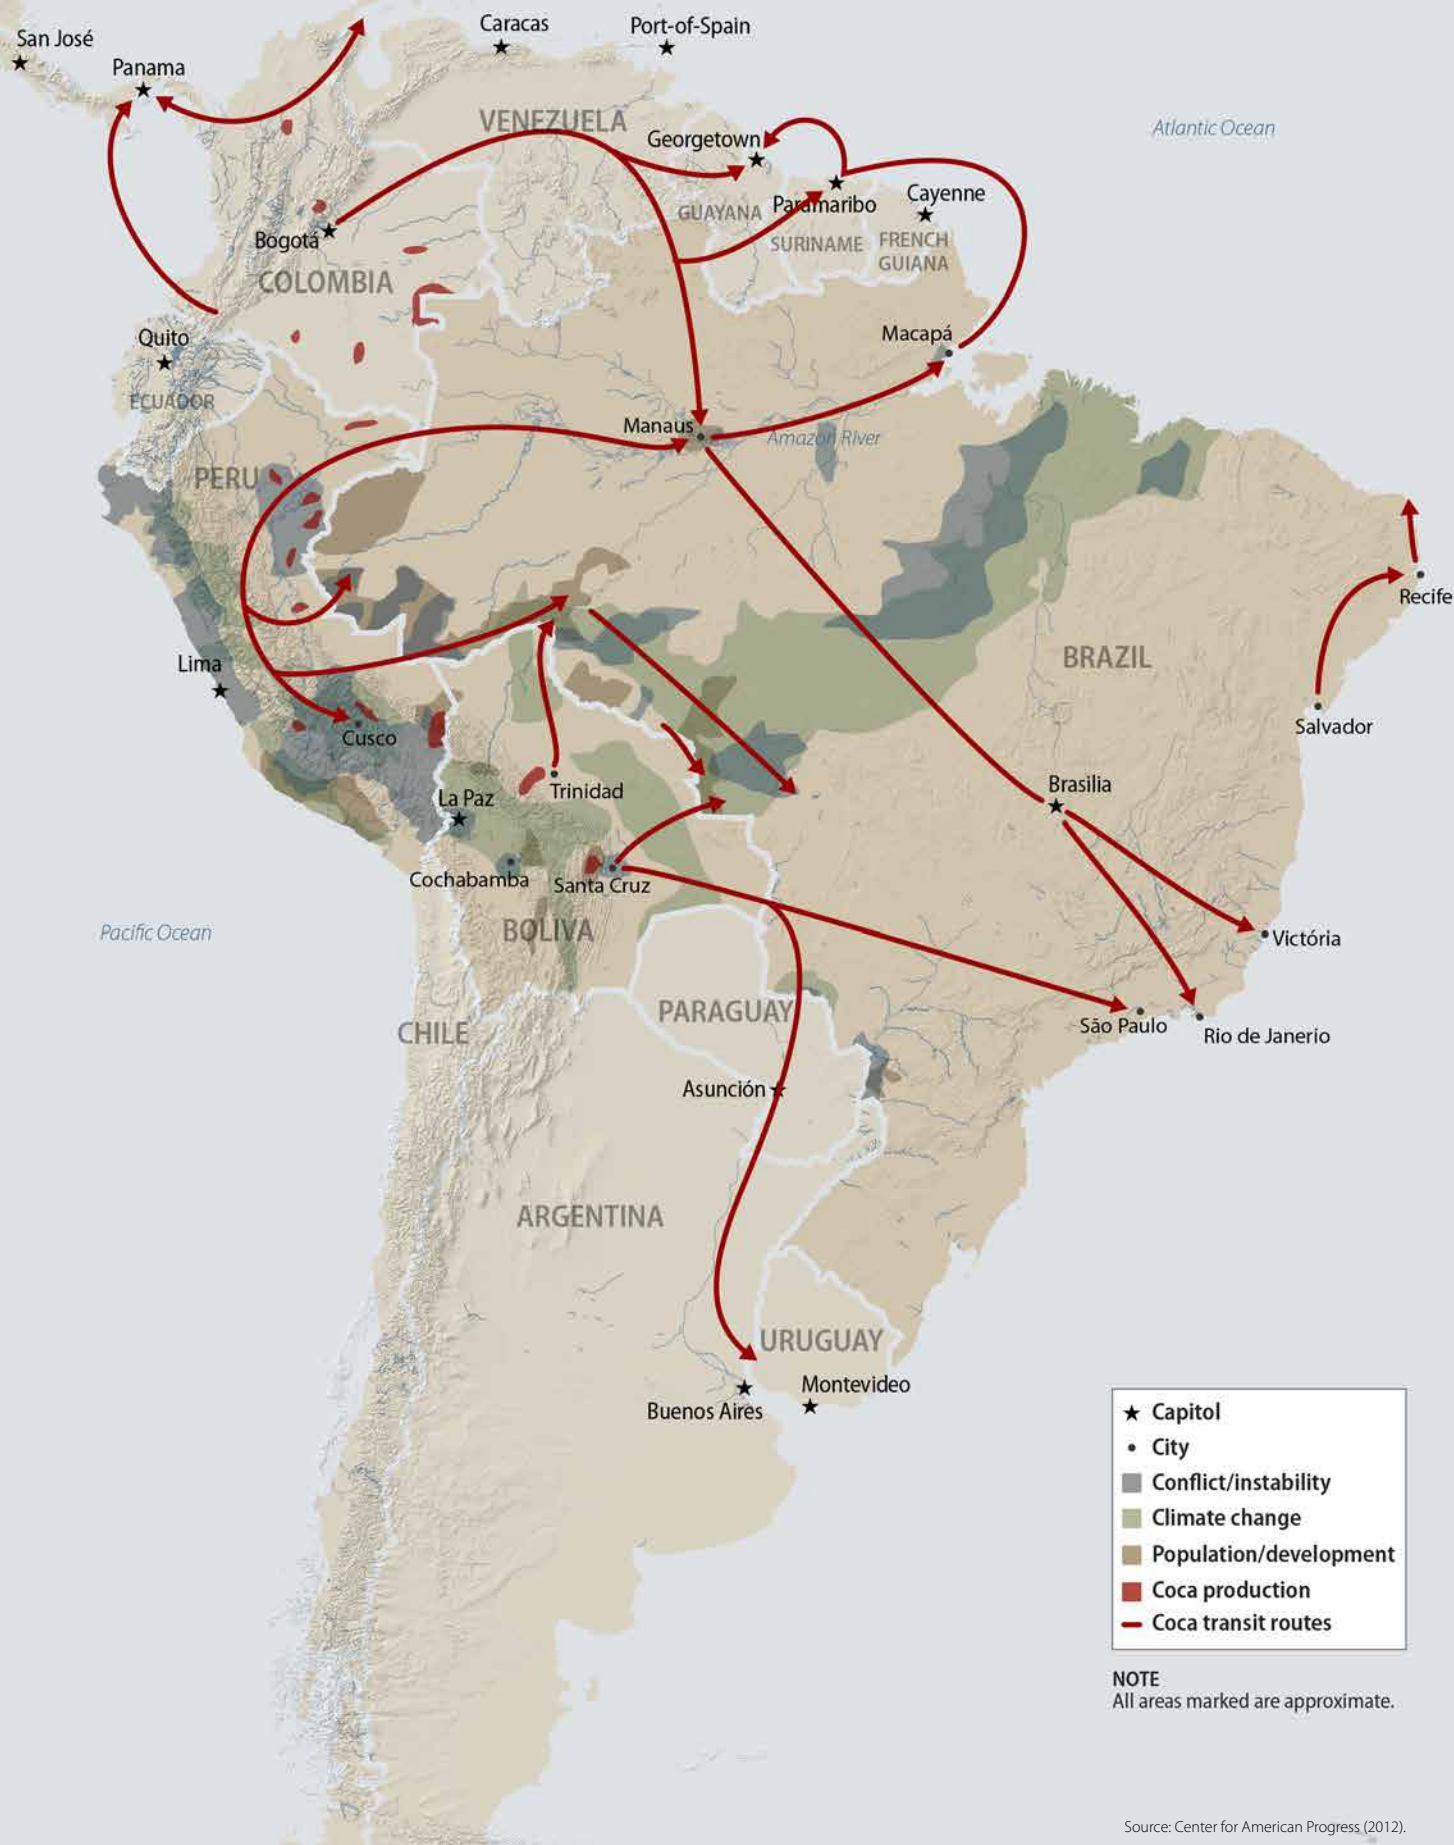 San José
Caracas
Port-of-Spain
Panama
VENEZUELA
Atlantic Ocean
Georgetown
Cayenne
Paramaribo
GUAYANA
Bogotá
SURINAME
FRENCH
GUIANA
COLOMBIA
Quito
Macapá
ECUADOR
Manaus
Amazon River
PERU
Recife
BRAZIL
Lima
Salvador
Cusco
Trinidad
Brasilia
La Paz
Cochabamba
Santa Cruz
BOLIVA
Pacific Ocean
Victória
PARAGUAY
São Paulo
CHILE
Rio de Janerio
Asunción
ARGENTINA
URUGUAY
Montevideo
Buenos Aires
Capitol
City
Conflict/instability
Climate change
Population/development
Coca production
Coca transit routes
NOTE
All areas marked are approximate.
Source: Center for American Progress (2012).